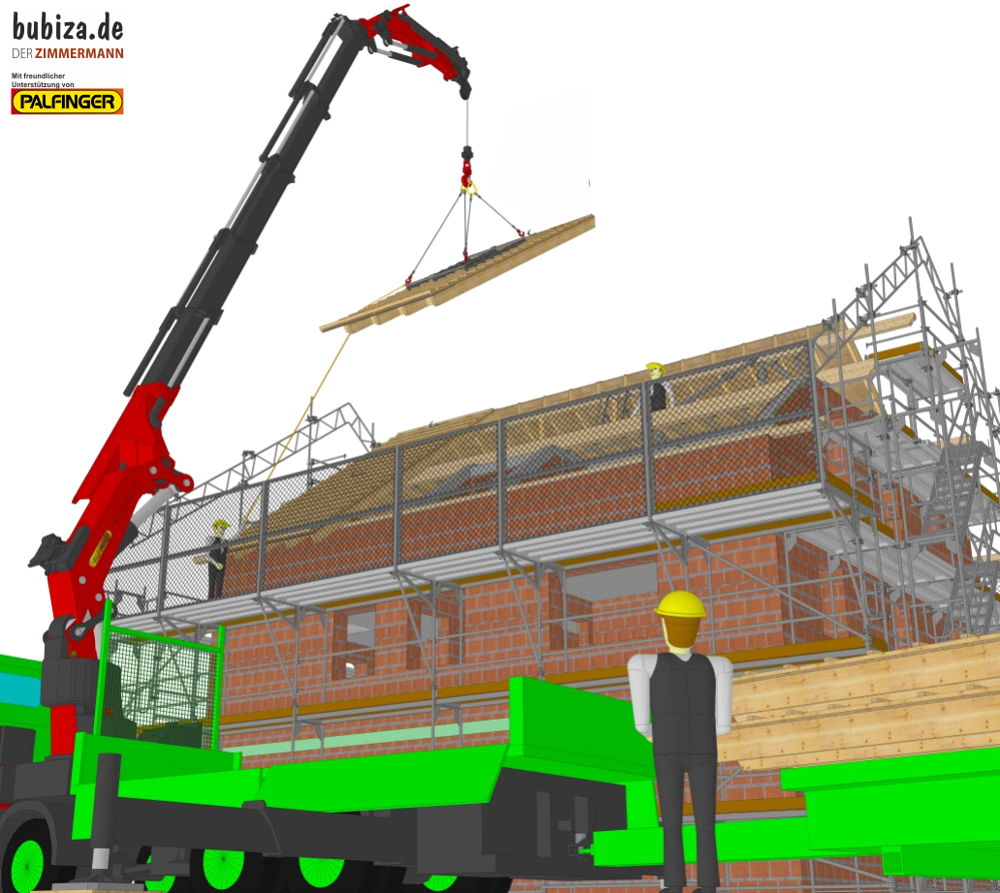 bubiza.de
DER ZIMMERMANN
Mit freundlicher
Unterstützung von
PALFINGER